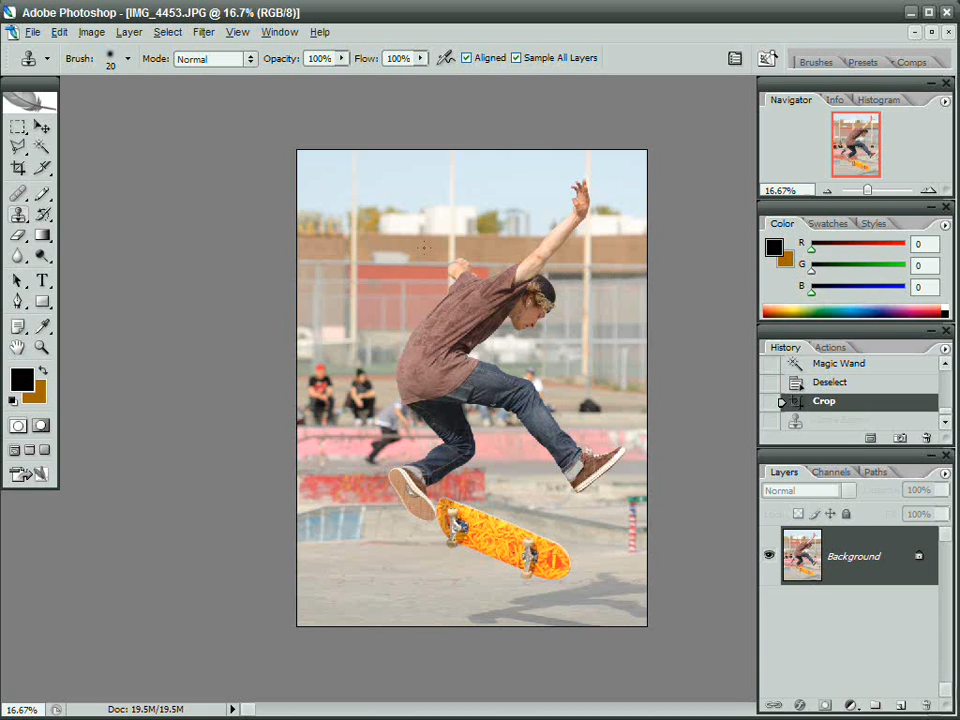 Adobe Photoshop - [IMG_4453.JPG @ 16.7% (RGB/8)]
File Edit Image Layer Select Filter View Window Help
Brush: 20 Mode: Normal Opacity: 100% Flow: 100% Aligned Sample All Layers Brushes Presets Comps
Navigator Info Histogram
16.67%
Color Swatches Styles
R 0
G 0
B 0
History Actions
Magic Wand
Deselect
Crop
Layers Channels Paths
Normal 100%
100%
Background
16.67% Doc: 19.5M/19.5M